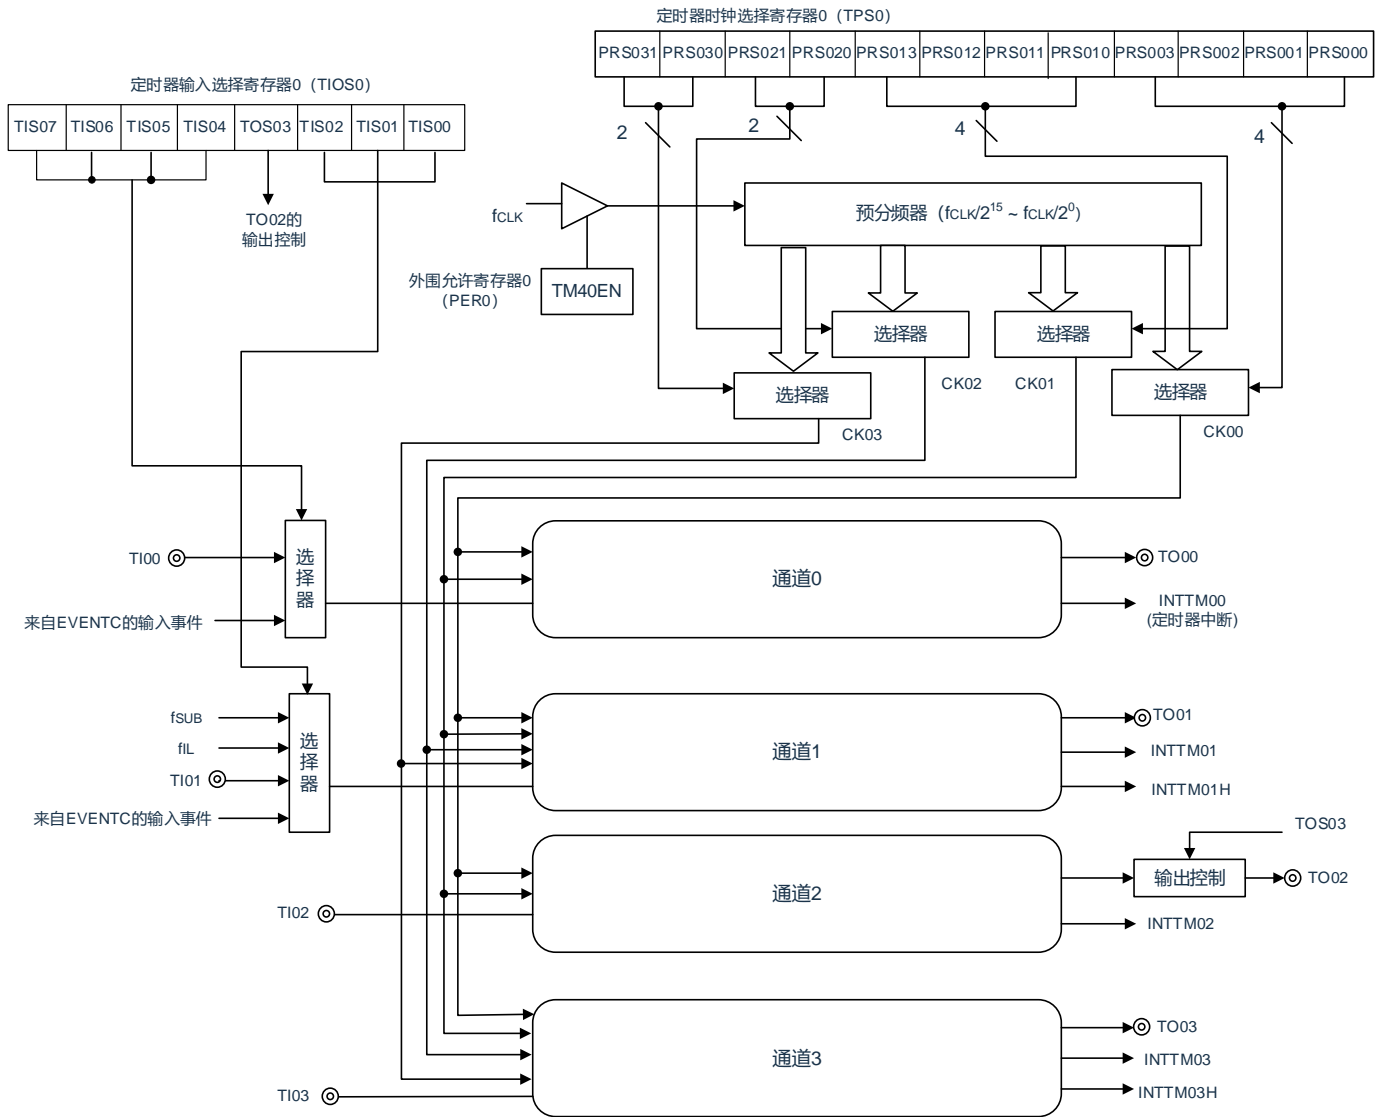 定时器时钟选择寄存器0（TPS0）
PRS031 PRS030 PRS021 PRS020 PRS013 PRS012 PRS011 PRS010 PRS003 PRS002 PRS001 PRS000
定时器输入选择寄存器0（TIOS0）
TIS07 TIS06 TIS05 TIS04 TOS03 TIS02 TIS01 TIS00
2
2
4
4
TO02的
输出控制
fCLK
预分频器（fCLK/2^15 ~ fCLK/2^0）
外围允许寄存器0
（PER0）
TM40EN
选择器
选择器
选择器
选择器
CK02
CK01
CK03
CK00
TI00
来自EVENTC的输入事件
选
择
器
通道0
TO00
INTTM00
(定时器中断)
fSUB
fIL
TI01
来自EVENTC的输入事件
选
择
器
通道1
TO01
INTTM01
INTTM01H
TOS03
TI02
通道2
输出控制
TO02
INTTM02
TI03
通道3
TO03
INTTM03
INTTM03H